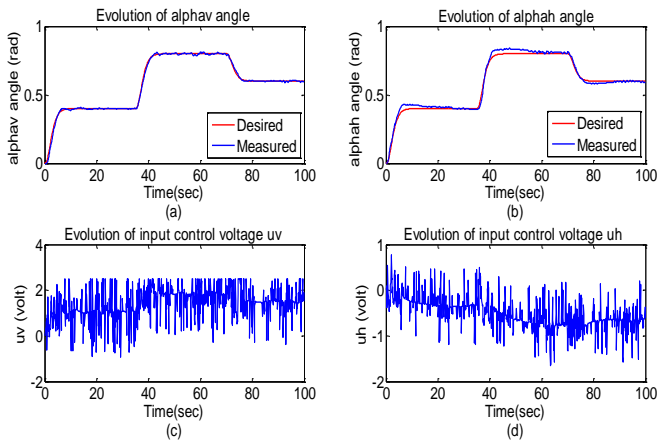 Evolution of alphav angle
1
0.5
0
alphav angle (rad)
Desired
Measured
0 20 40 60 80 100
Time(sec)
(a)
Evolution of alphah angle
1
0.5
0
alphah angle (rad)
Desired
Measured
0 20 40 60 80 100
Time(sec)
(b)
Evolution of input control voltage uv
4
2
0
-2
uv (volt)
0 20 40 60 80 100
Time(sec)
(c)
Evolution of input control voltage uh
1
0
-1
-2
uh (volt)
0 20 40 60 80 100
Time(sec)
(d)